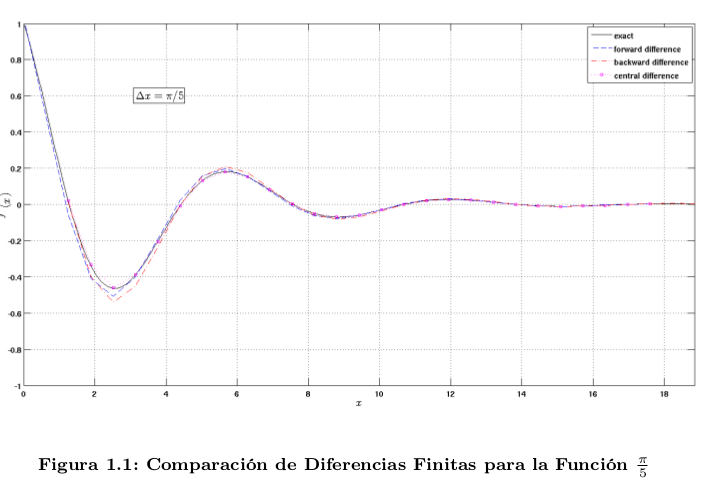 exact
forward difference
backward difference
central difference
Δx = π/5
1
0.8
0.6
0.4
0.2
0
-0.2
-0.4
-0.6
-0.8
-1
0 2 4 6 8 10 12 14 16 18
x
(x)
Figura 1.1: Comparación de Diferencias Finitas para la Función π/5